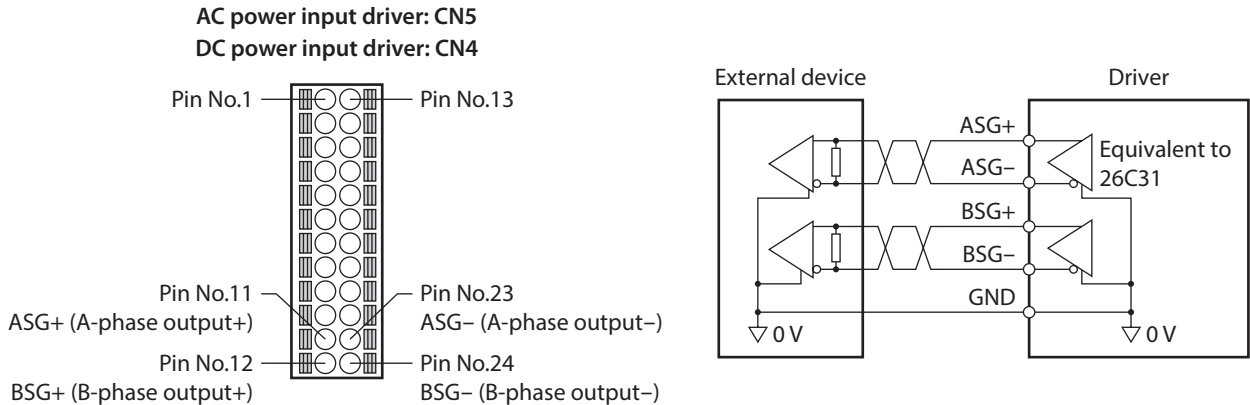 AC power input driver: CN5
DC power input driver: CN4
Pin No.1
Pin No.13
Pin No.11
ASG+ (A-phase output+)
Pin No.23
ASG– (A-phase output–)
Pin No.12
BSG+ (B-phase output+)
Pin No.24
BSG– (B-phase output–)
External device
Driver
ASG+
ASG–
Equivalent to
26C31
BSG+
BSG–
GND
0 V
0 V